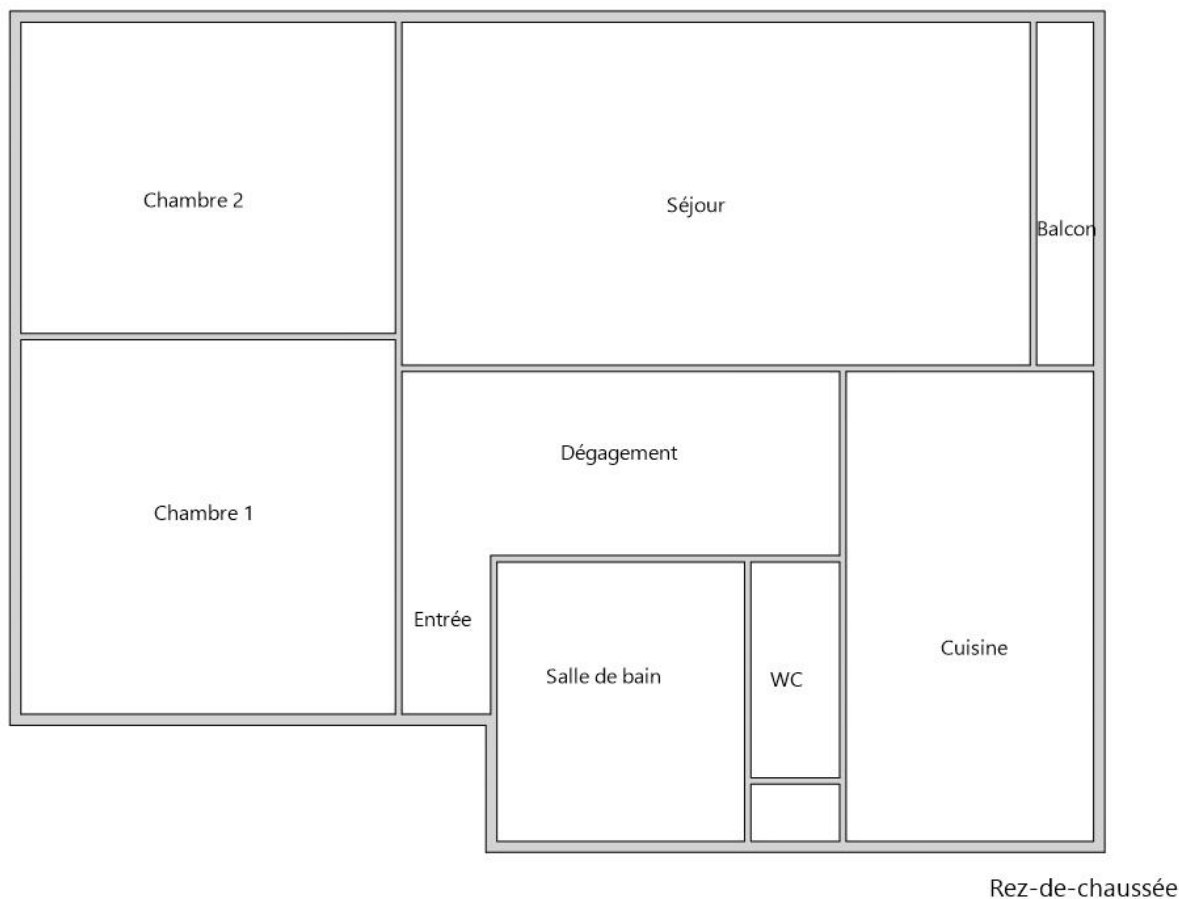 Chambre 2
Séjour
Balcon
Dégagement
Chambre 1
Entrée
Cuisine
Salle de bain
WC
Rez-de-chaussée